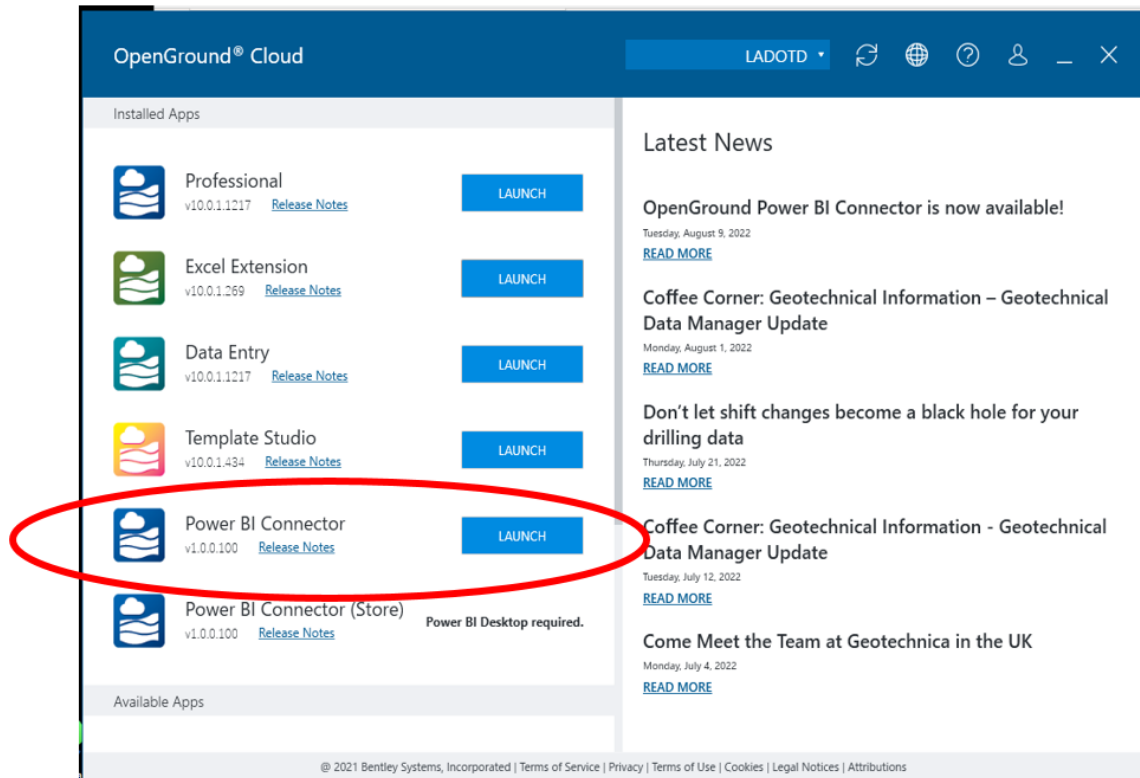 OpenGround® Cloud
LADOTD
Installed Apps
Professional
v10.0.1.1217 Release Notes
LAUNCH
Excel Extension
v10.0.1.269 Release Notes
LAUNCH
Data Entry
v10.0.1.1217 Release Notes
LAUNCH
Template Studio
v10.0.1.434 Release Notes
LAUNCH
Power BI Connector
v1.0.0.100 Release Notes
LAUNCH
Power BI Connector (Store)
v1.0.0.100 Release Notes
Power BI Desktop required.
Available Apps
Latest News
OpenGround Power BI Connector is now available!
Tuesday, August 9, 2022
READ MORE
Coffee Corner: Geotechnical Information – Geotechnical
Data Manager Update
Monday, August 1, 2022
READ MORE
Don't let shift changes become a black hole for your
drilling data
Thursday, July 21, 2022
READ MORE
Coffee Corner: Geotechnical Information - Geotechnical
Data Manager Update
Tuesday, July 12, 2022
READ MORE
Come Meet the Team at Geotechnica in the UK
Monday, July 4, 2022
READ MORE
@ 2021 Bentley Systems, Incorporated | Terms of Service | Privacy | Terms of Use | Cookies | Legal Notices | Attributions